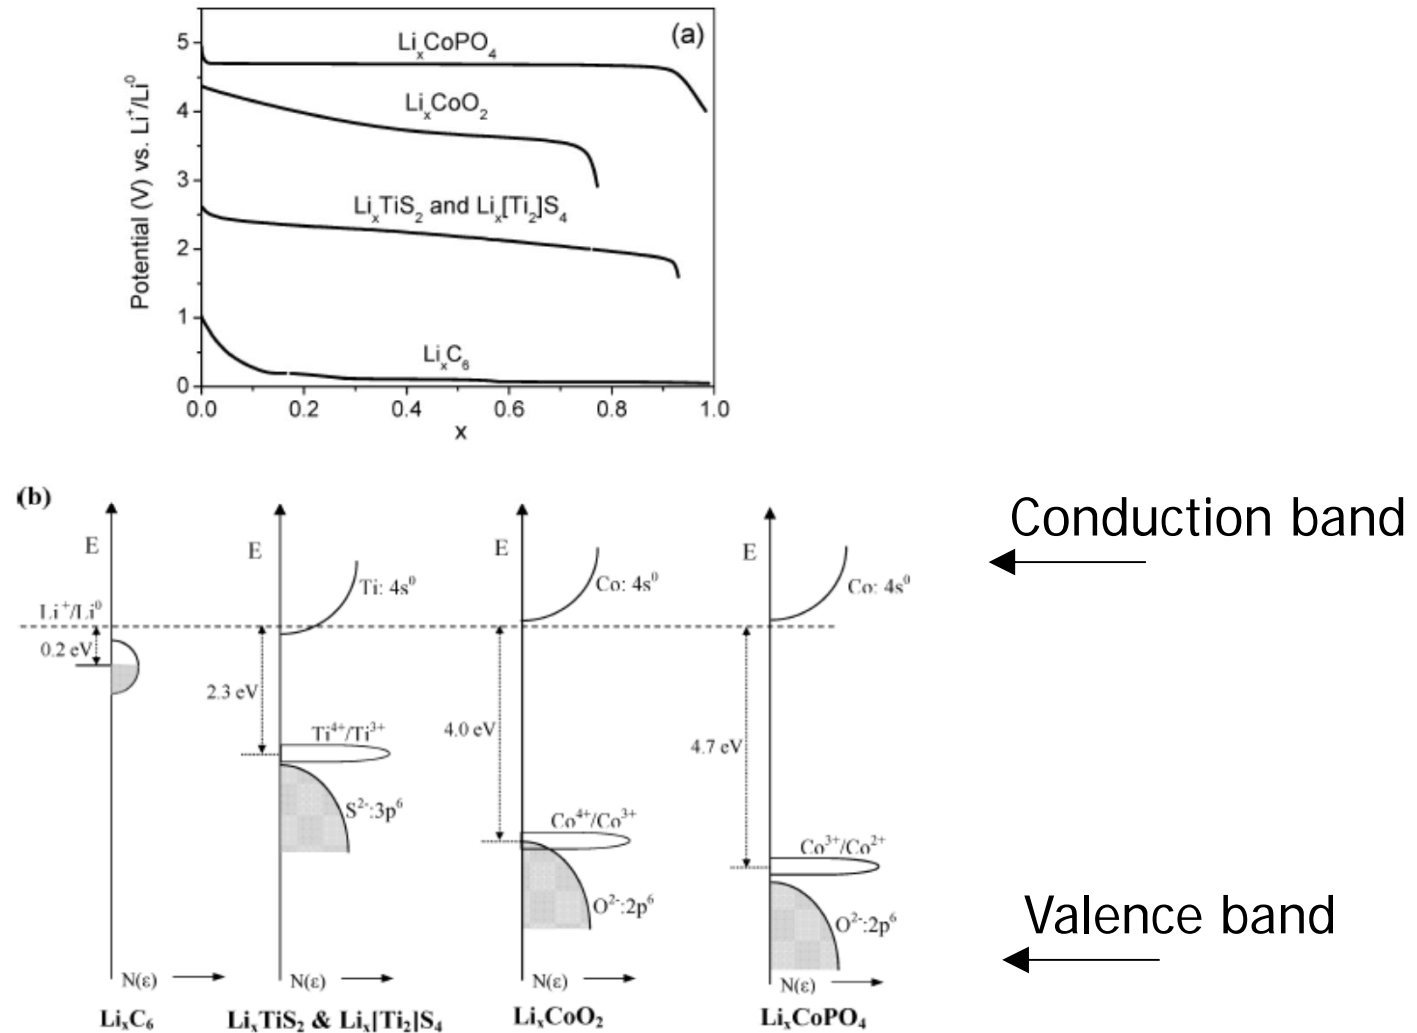 (a)
Potential (V) vs. Li⁺/Li⁰
5
4
3
2
1
0
LiₓCoPO₄
LiₓCoO₂
LiₓTiS₂ and Liₓ[Ti₂]S₄
LiₓC₆
0.0 0.2 0.4 0.6 0.8 1.0
x
(b)
Conduction band
E E E E
Ti: 4s⁰ Co: 4s⁰ Co: 4s⁰
Li⁺/Li⁰
0.2 eV
2.3 eV
4.0 eV
4.7 eV
Ti⁴⁺/Ti³⁺
S²⁻:3p⁶
Co⁴⁺/Co³⁺
O²⁻:2p⁶
Co³⁺/Co²⁺
O²⁻:2p⁶
Valence band
N(ε) N(ε) N(ε) N(ε)
LiₓC₆ LiₓTiS₂ & Liₓ[Ti₂]S₄ LiₓCoO₂ LiₓCoPO₄